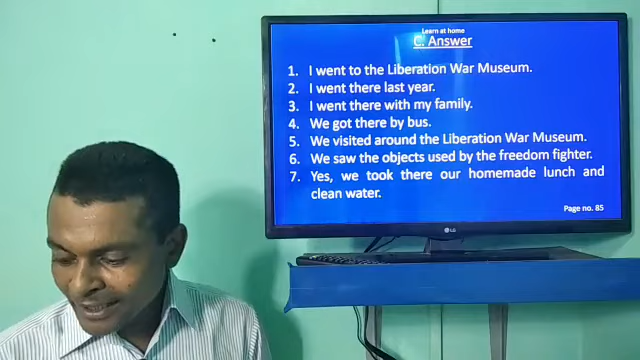 Learn at home
C. Answer
1. I went to the Liberation War Museum.
2. I went there last year.
3. I went there with my family.
4. We got there by bus.
5. We visited around the Liberation War Museum.
6. We saw the objects used by the freedom fighter.
7. Yes, we took there our homemade lunch and
clean water.
Page no. 85
LG